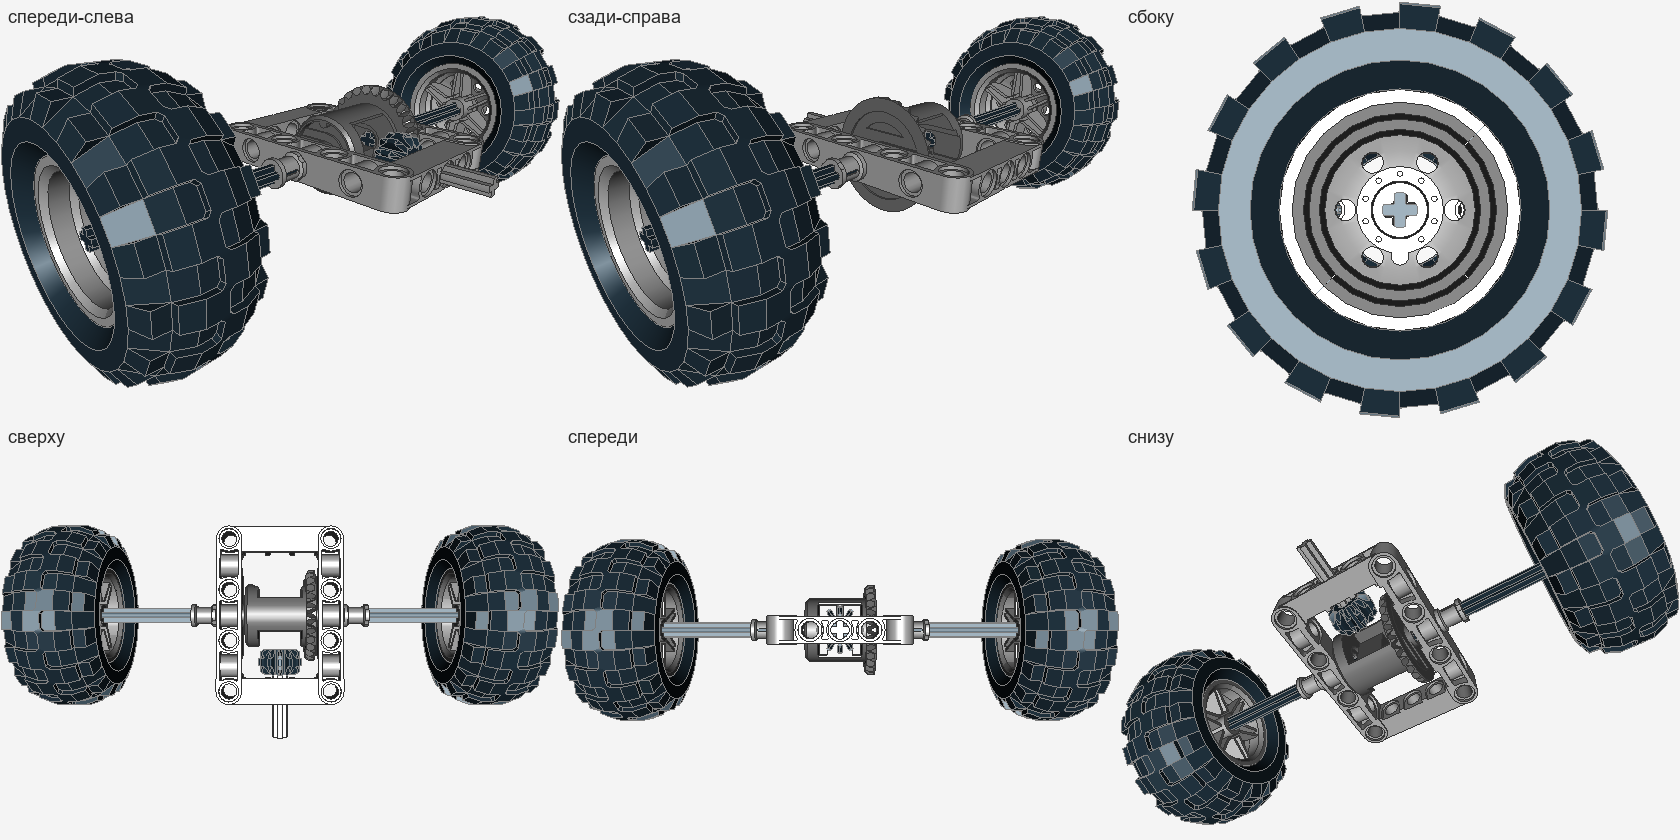 спереди-слева
сзади-справа
сбоку
сверху
спереди
снизу